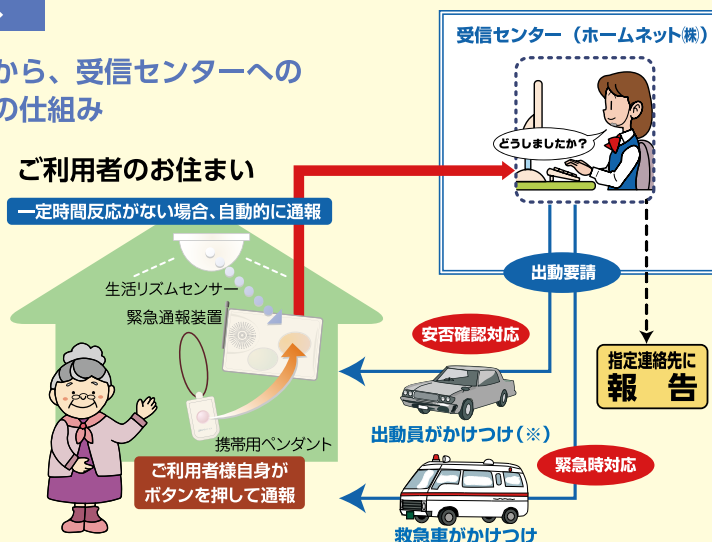 から、受信センターへの
の仕組み
受信センター（ホームネット㈱）
どうしましたか？
ご利用者のお住まい
一定時間反応がない場合、自動的に通報
出動要請
生活リズムセンサー
緊急通報装置
安否確認対応
指定連絡先に
報　告
出動員がかけつけ（※）
携帯用ペンダント
ご利用者様自身が
ボタンを押して通報
緊急時対応
救急車がかけつけ